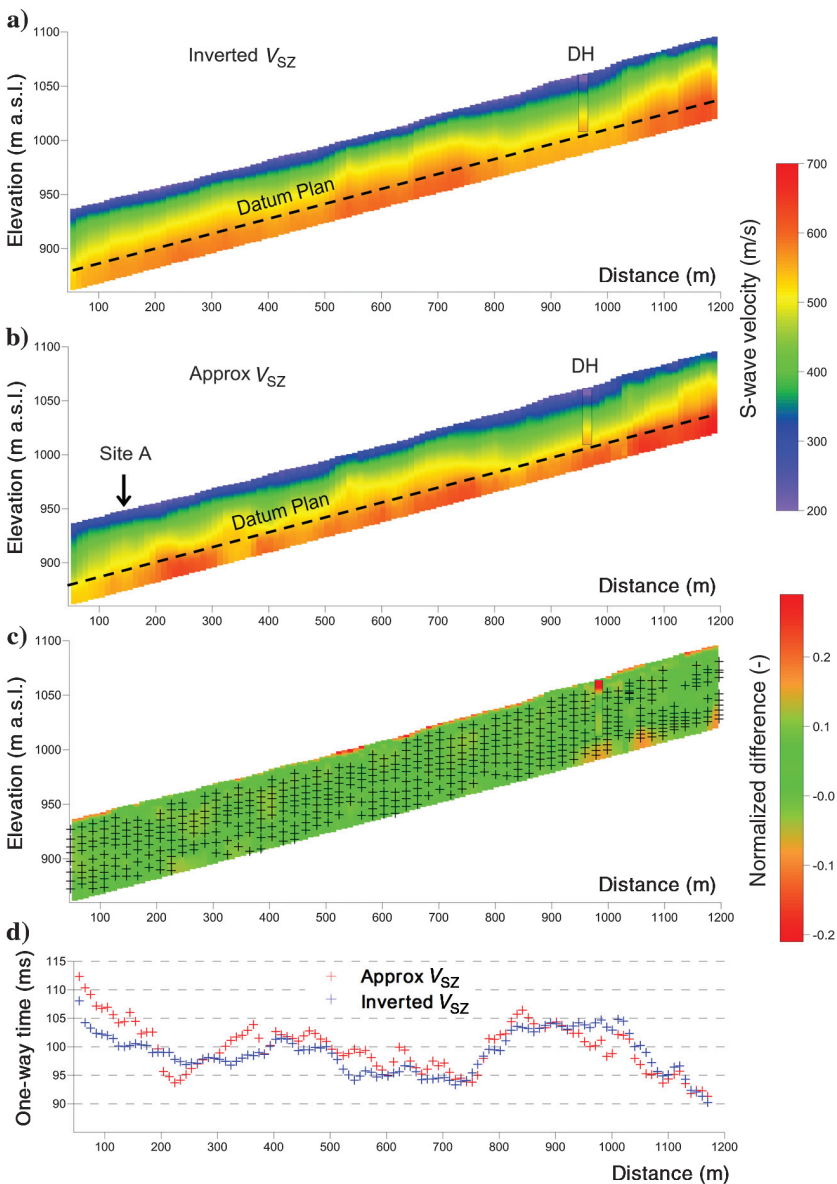 a)
1100
Inverted VSZ
DH
1050
1000
950
900
Elevation (m a.s.l.)
Datum Plan
Distance (m)
100 200 300 400 500 600 700 800 900 1000 1100 1200
b)
1100
Approx VSZ
DH
1050
1000
950
900
Elevation (m a.s.l.)
Site A
Datum Plan
Distance (m)
100 200 300 400 500 600 700 800 900 1000 1100 1200
700
600
500
400
300
200
S-wave velocity (m/s)
c)
1100
1050
1000
950
900
Elevation (m a.s.l.)
Distance (m)
100 200 300 400 500 600 700 800 900 1000 1100 1200
0.2
0.1
-0.0
-0.1
-0.2
Normalized difference (-)
d)
115
110
105
100
95
90
One-way time (ms)
Approx VSZ
Inverted VSZ
100 200 300 400 500 600 700 800 900 1000 1100 1200
Distance (m)